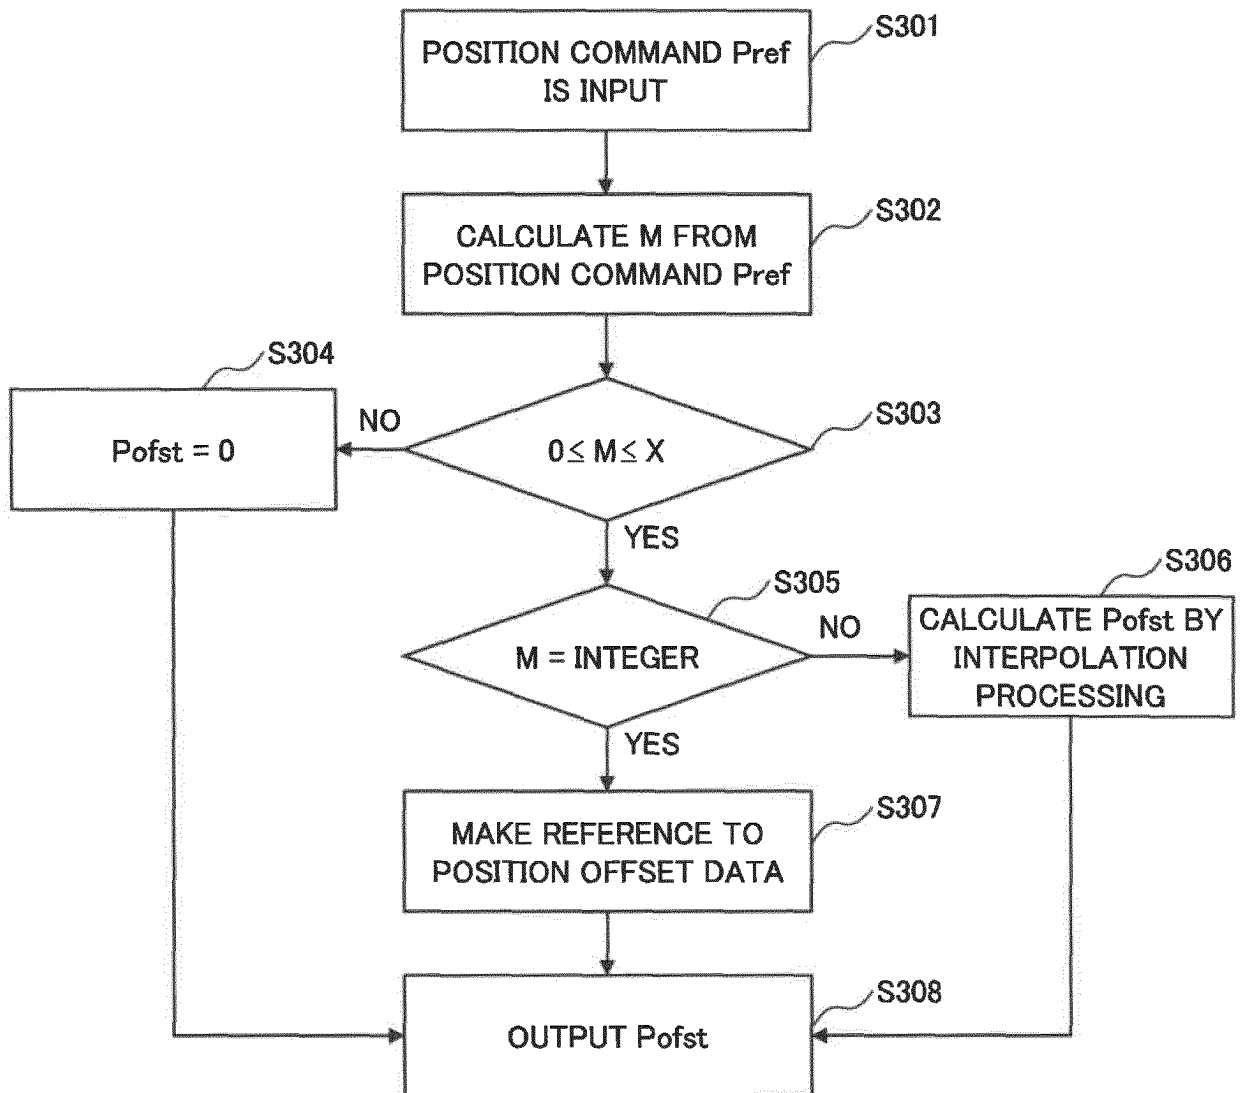 POSITION COMMAND Pref
IS INPUT
S301
CALCULATE M FROM
POSITION COMMAND Pref
S302
S304
Pofst = 0
NO
0≤ M≤ X
S303
YES
S305
M = INTEGER
NO
S306
CALCULATE Pofst BY
INTERPOLATION
PROCESSING
YES
MAKE REFERENCE TO
POSITION OFFSET DATA
S307
OUTPUT Pofst
S308